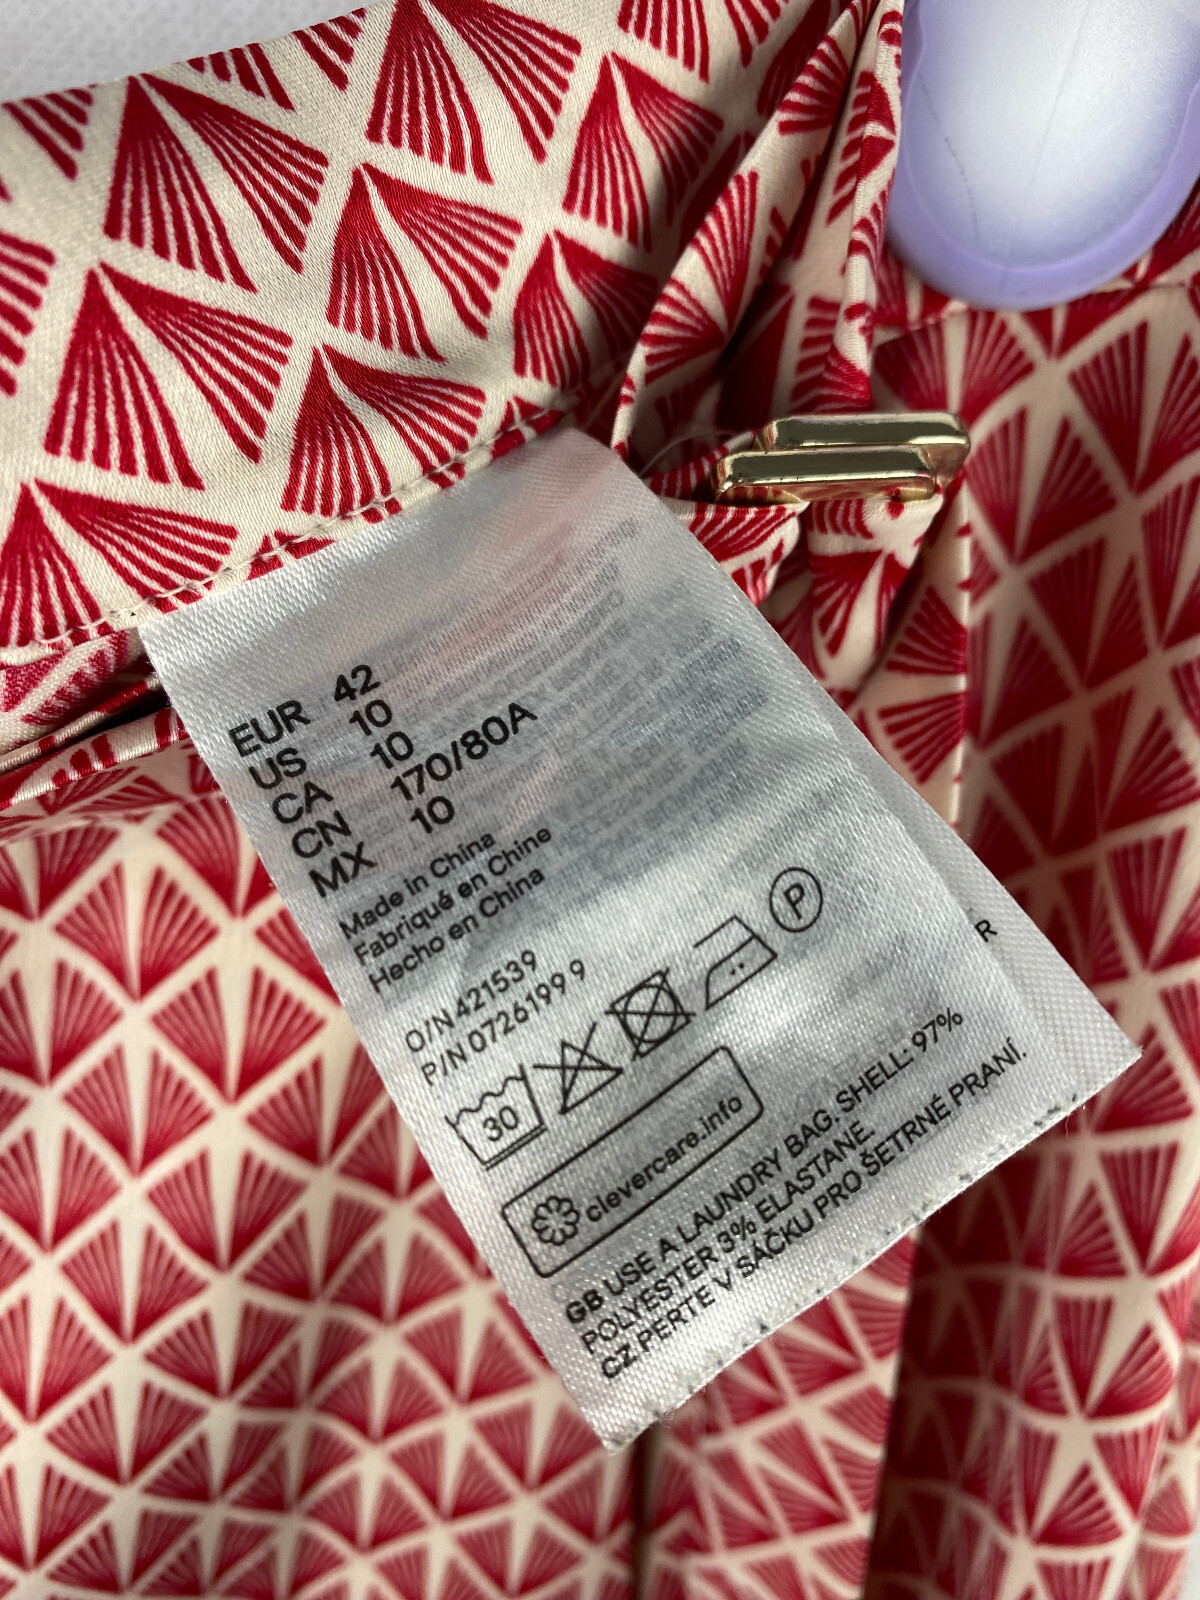 EUR 42
US 10
CA 10
CN 170/80A
MX 10
Made in China
Fabriqué en Chine
Hecho en China
O/N 421539
P/N 0726199 9
P
30
clevercare.info
GB USE A LAUNDRY BAG. SHELL: 97%
POLYESTER 3% ELASTANE.
CZ PERTE V SÁČKU PRO ŠETRNÉ PRANÍ.
R